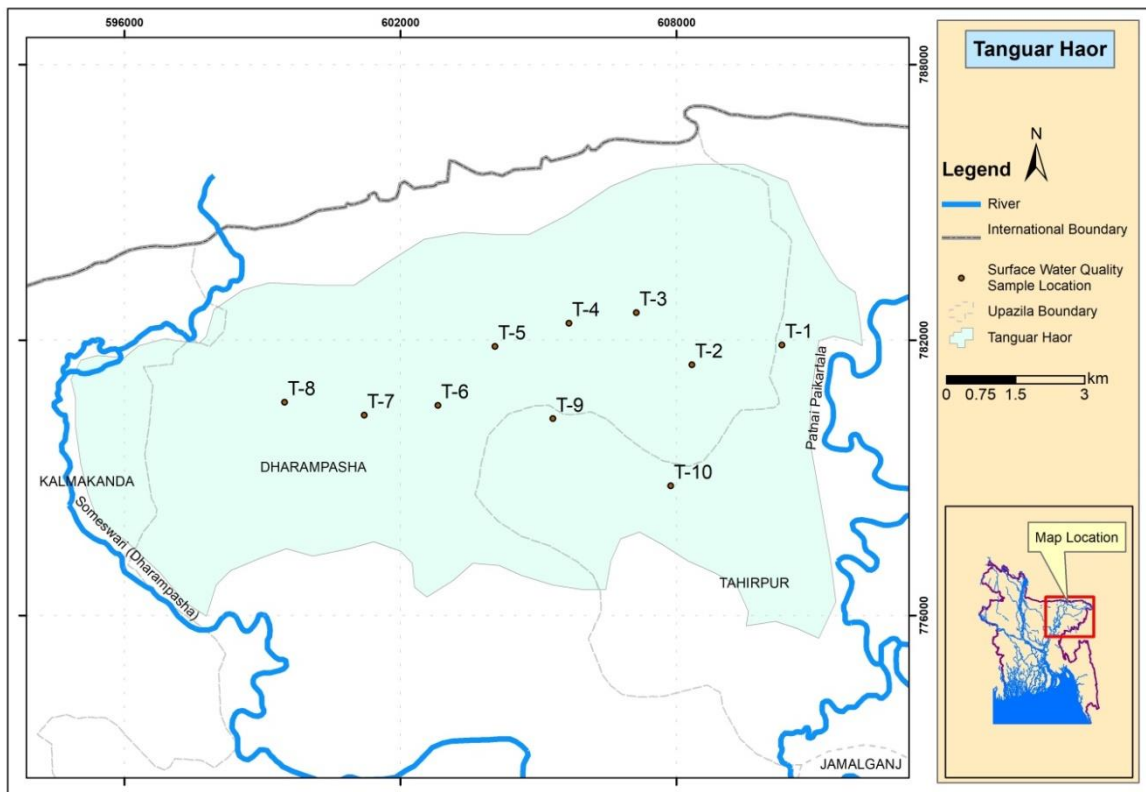 596000
602000
608000
788000
782000
776000
T-1
T-2
T-3
T-4
T-5
T-6
T-7
T-8
T-9
T-10
KALMAKANDA
DHARAMPASHA
TAHIRPUR
JAMALGANJ
Someswari (Dharampasha)
Patnai Paikartala
Tanguar Haor
N
Legend
River
International Boundary
Surface Water Quality
Sample Location
Upazila Boundary
Tanguar Haor
km
0 0.75 1.5 3
Map Location